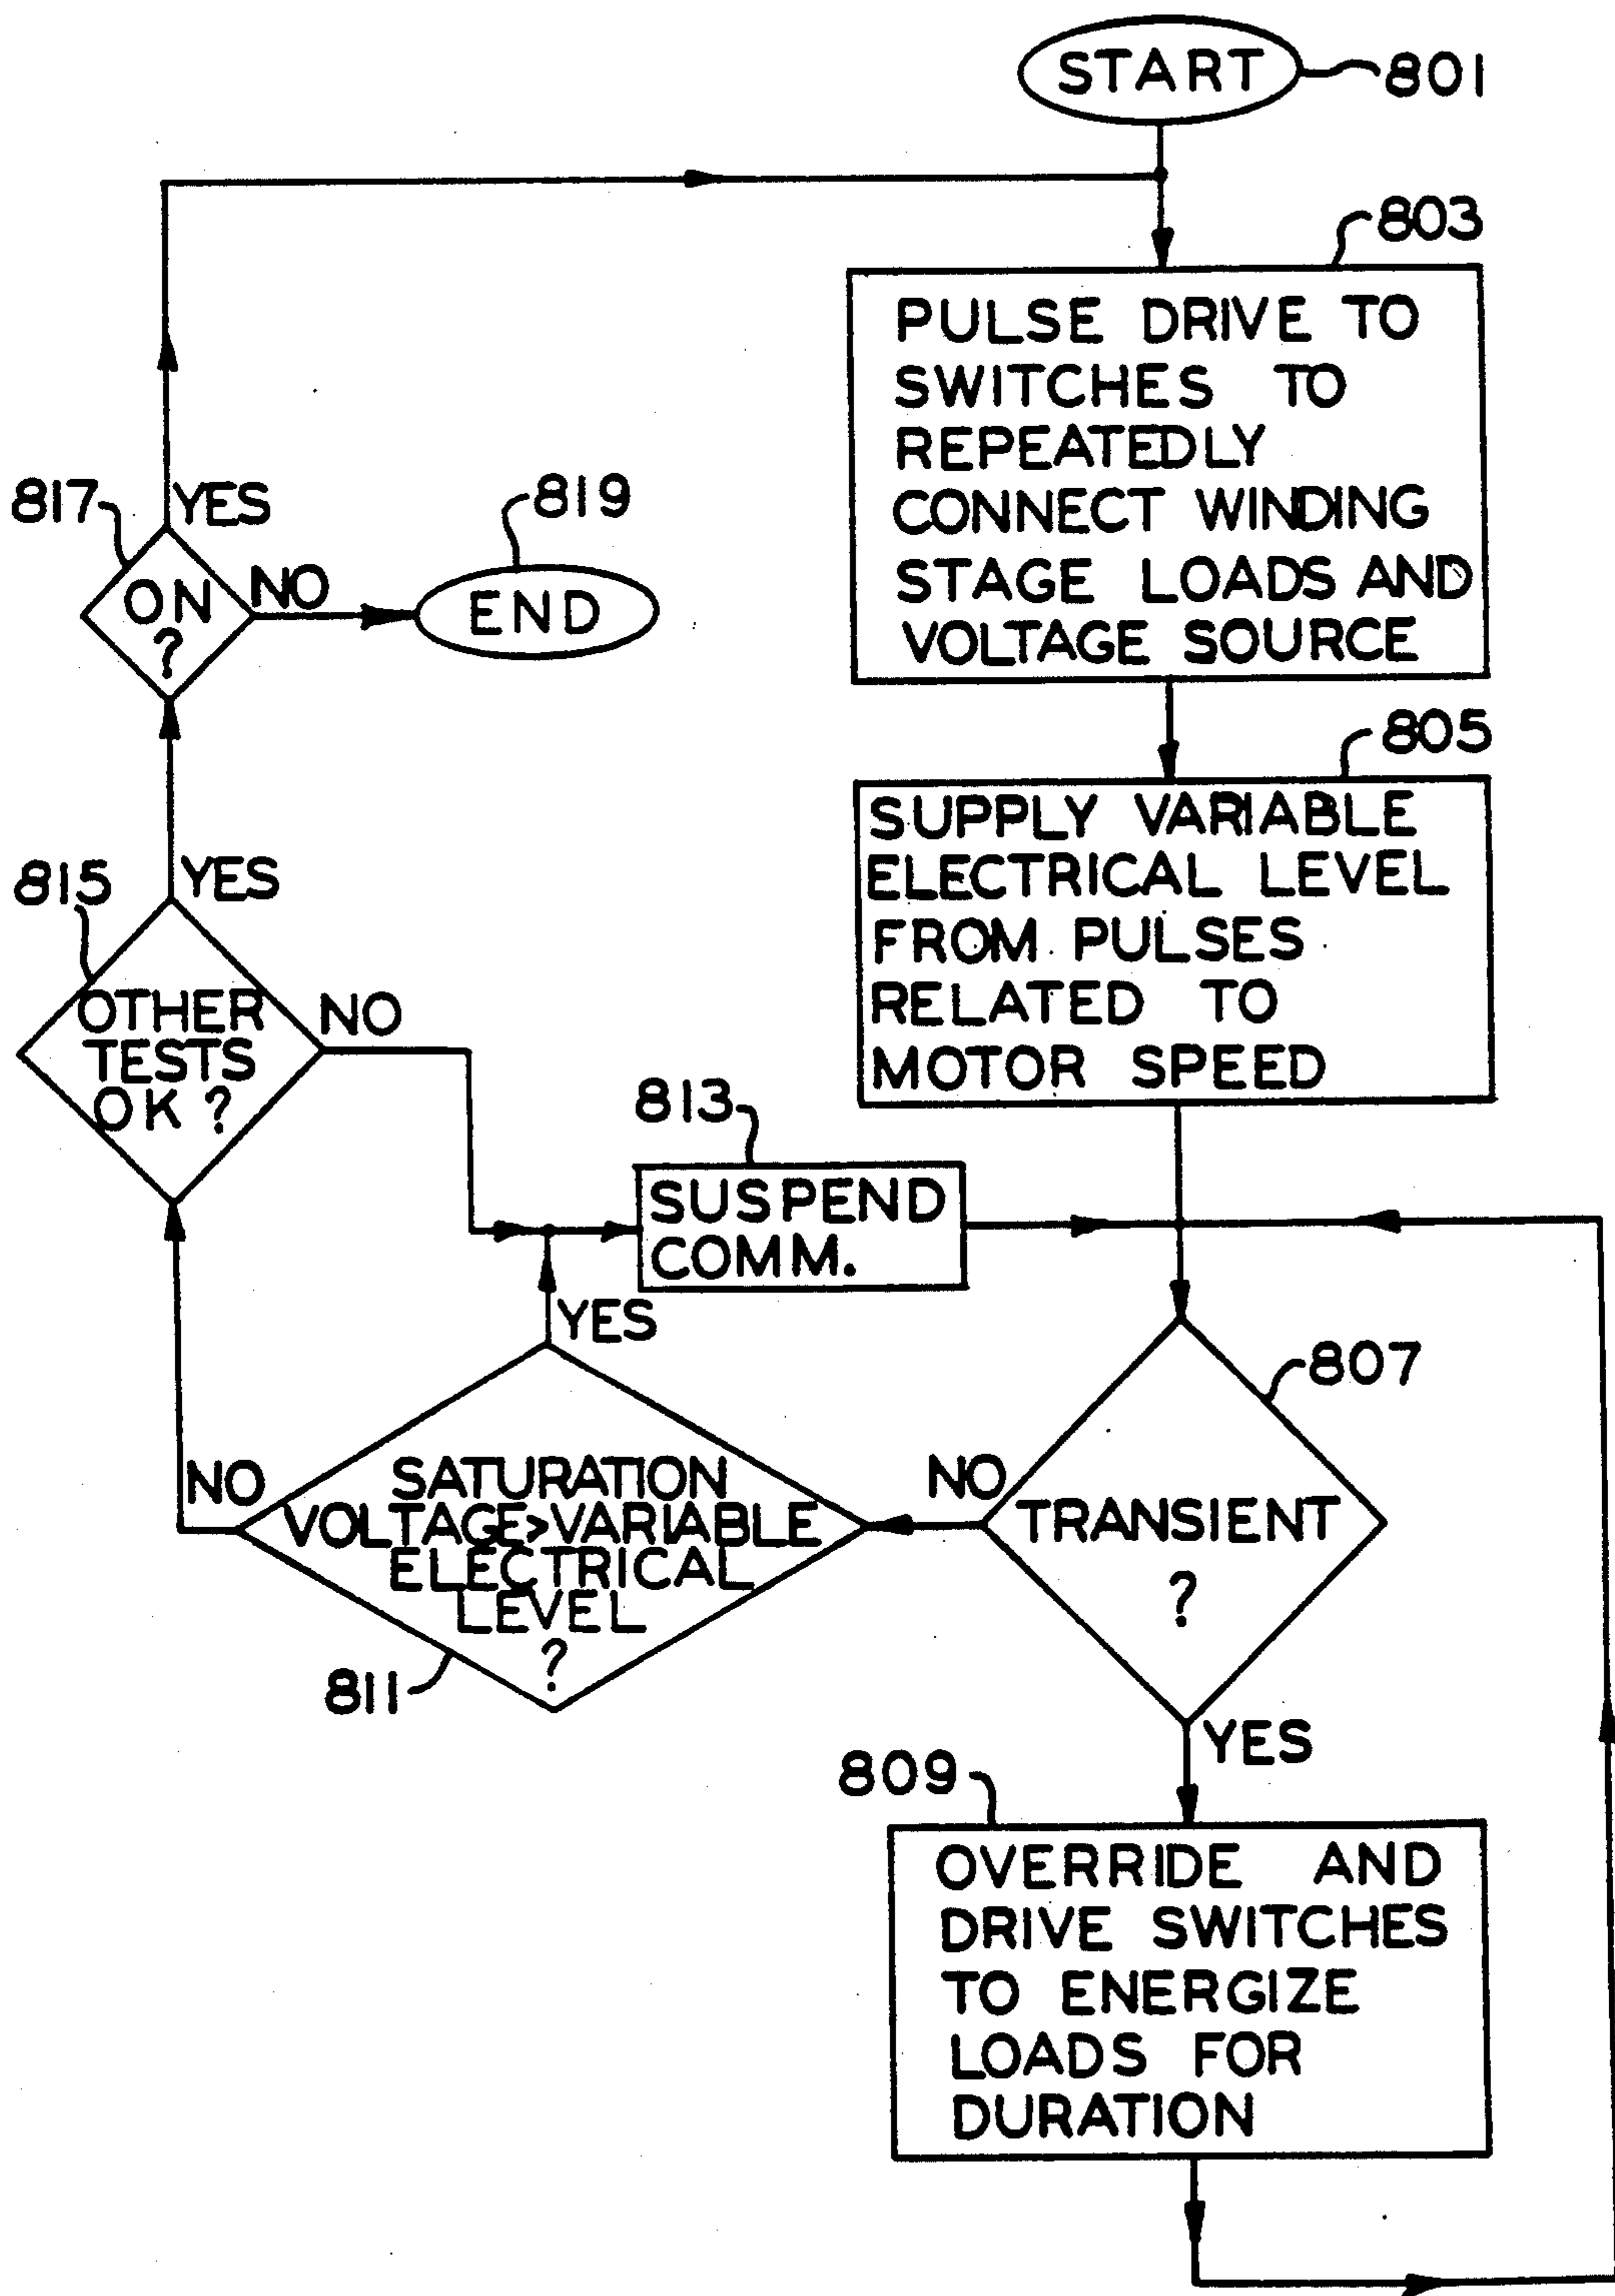 START
801
803
PULSE DRIVE TO
SWITCHES TO
REPEATEDLY
CONNECT WINDING
STAGE LOADS AND
VOLTAGE SOURCE
805
SUPPLY VARIABLE
ELECTRICAL LEVEL
FROM PULSES
RELATED TO
MOTOR SPEED
807
TRANSIENT
?
NO
YES
809
OVERRIDE AND
DRIVE SWITCHES
TO ENERGIZE
LOADS FOR
DURATION
811
SATURATION
VOLTAGE>VARIABLE
ELECTRICAL
LEVEL
?
YES
NO
813
SUSPEND
COMM.
815
OTHER
TESTS
OK ?
NO
YES
817
ON
?
YES
NO
819
END